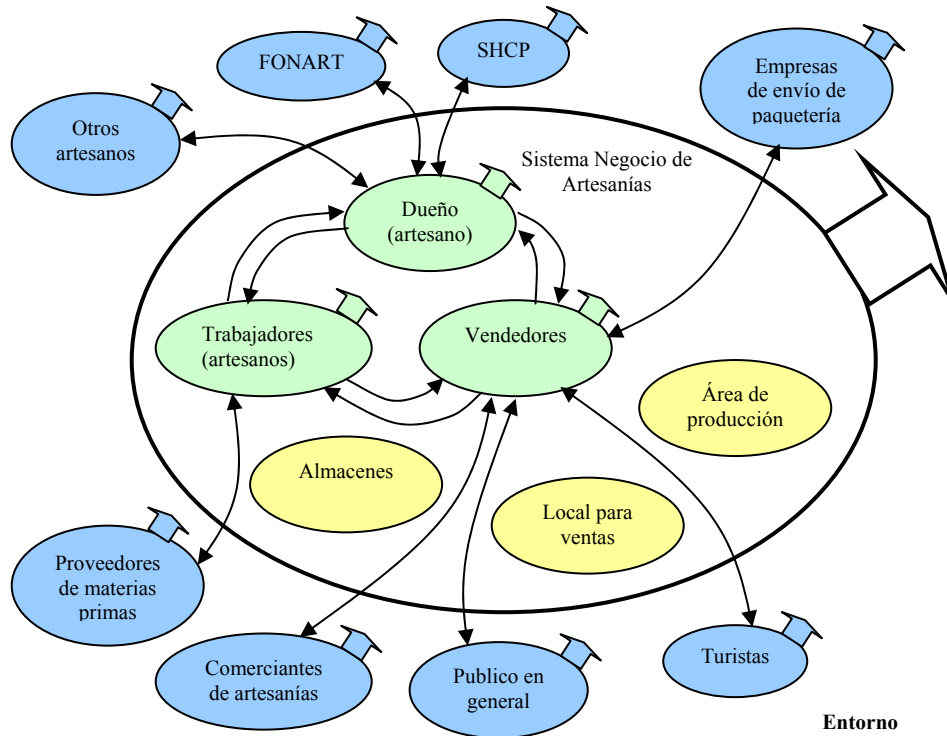 FONART
SHCP
Empresas
de envío de
paquetería
Otros
artesanos
Sistema Negocio de
Artesanías
Dueño
(artesano)
Trabajadores
(artesanos)
Vendedores
Área de
producción
Almacenes
Local para
ventas
Proveedores
de materias
primas
Comerciantes
de artesanías
Publico en
general
Turistas
Entorno